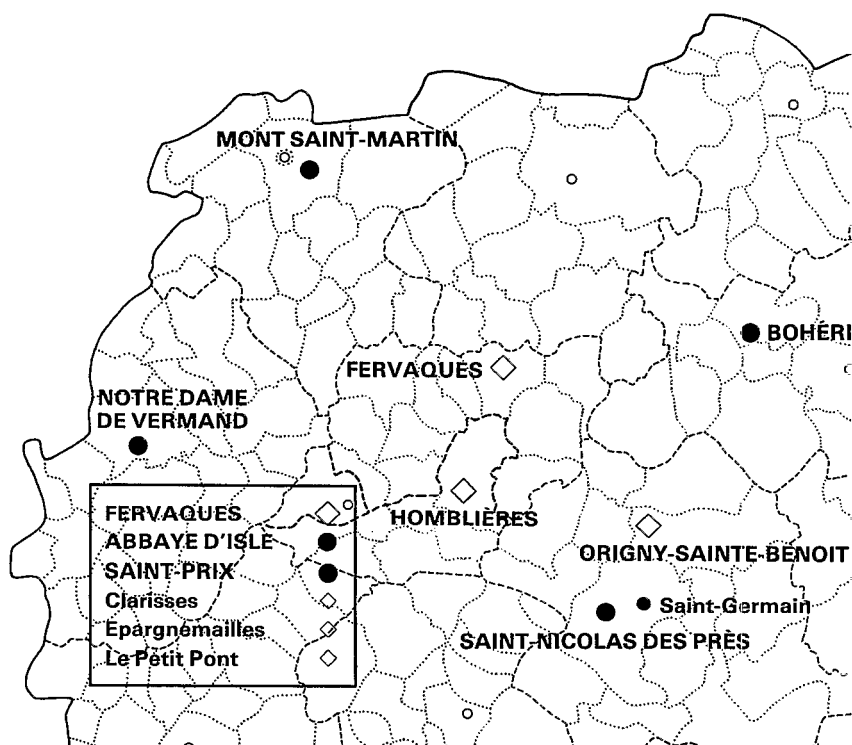 MONT SAINT-MARTIN
BOHÉRI
FERVAQUES
NOTRE DAME
DE VERMAND
FERVAQUES
ABBAYE D'ISLE
SAINT-PRIX
Clarisses
Epargnemailles
Le Petit Pont
HOMBLIÈRES
ORIGNY-SAINTE-BENOIT
Saint-Germain
SAINT-NICOLAS DES PRÈS